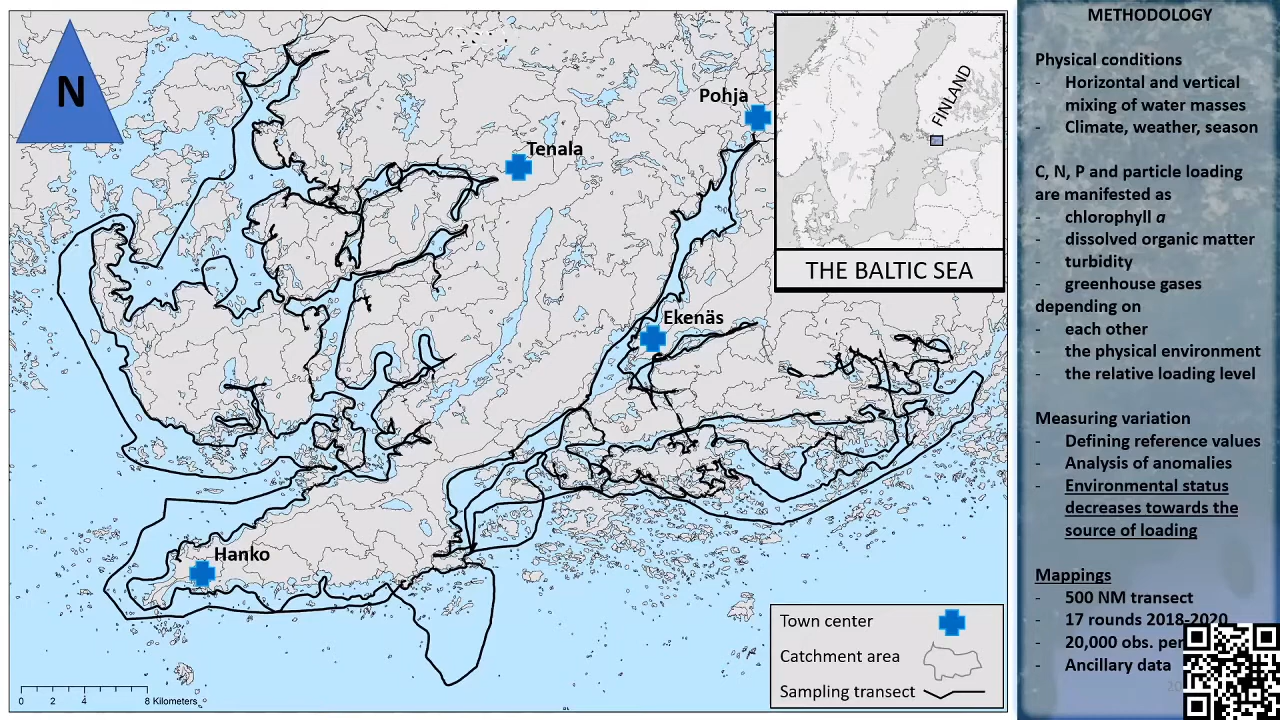 N
Pohja
Tenala
Ekenäs
Hanko
FINLAND
THE BALTIC SEA
Town center
Catchment area
Sampling transect
0 2 4 8 Kilometers
METHODOLOGY
Physical conditions
- Horizontal and vertical
mixing of water masses
- Climate, weather, season
C, N, P and particle loading
are manifested as
- chlorophyll a
- dissolved organic matter
- turbidity
- greenhouse gases
depending on
- each other
- the physical environment
- the relative loading level
Measuring variation
- Defining reference values
- Analysis of anomalies
- Environmental status
decreases towards the
source of loading
Mappings
- 500 NM transect
- 17 rounds 2018-2020
- 20,000 obs. per
- Ancillary data